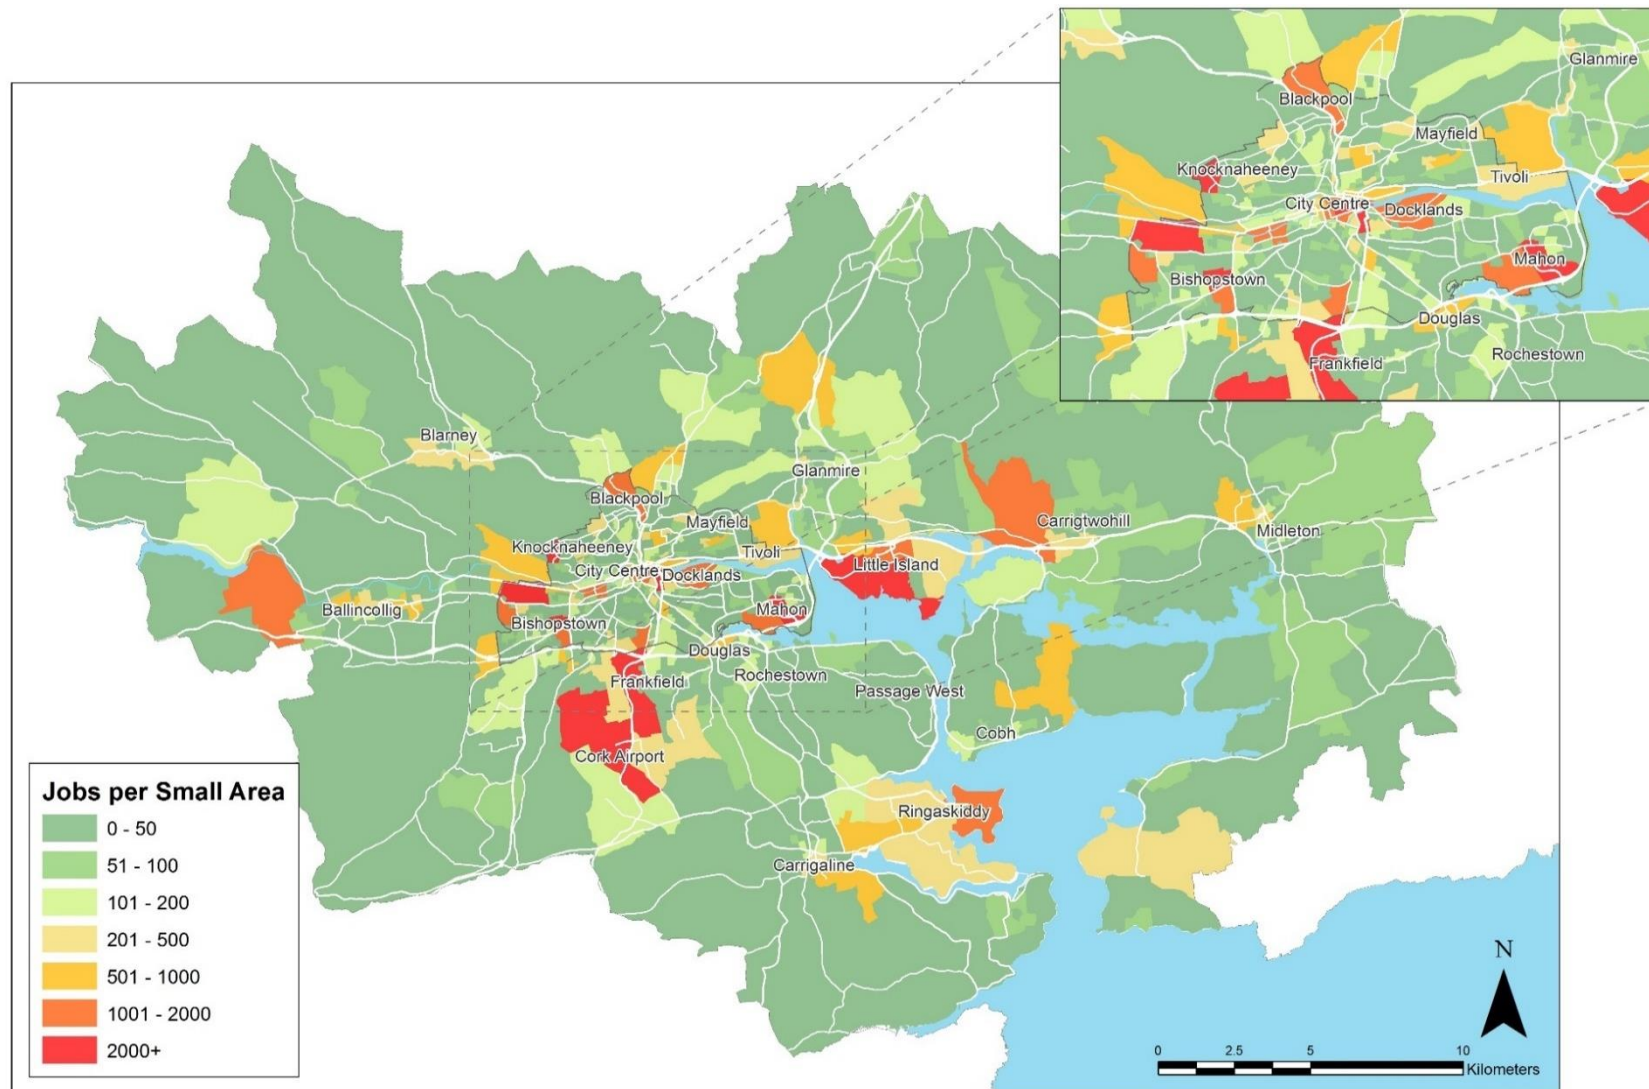 Glanmire
Blackpool
Mayfield
Knocknaheeney
Tivoli
City Centre
Docklands
Mahon
Bishopstown
Douglas
Rochestown
Frankfield
Blarney
Glanmire
Blackpool
Mayfield
Carrigtwohill
Midleton
Knocknaheeney
Tivoli
City Centre
Docklands
Little Island
Ballincollig
Mahon
Bishopstown
Douglas
Rochestown
Frankfield
Passage West
Cobh
Cork Airport
Ringaskiddy
Carrigaline
Jobs per Small Area
0 - 50
51 - 100
101 - 200
201 - 500
501 - 1000
1001 - 2000
2000+
N
0 2.5 5 10
Kilometers